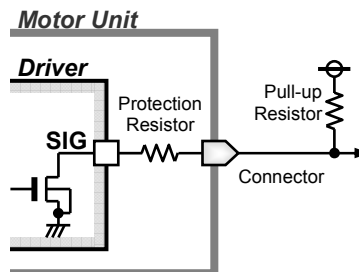 Motor Unit
Driver
Protection
Resistor
Pull-up
Resistor
SIG
Connector